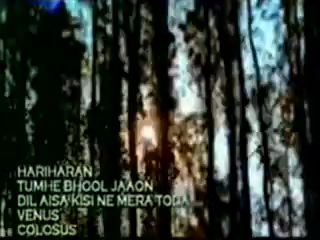 HARIHARAN
TUMHE BHOOL JAAON
DIL AISA KISI NE MERA TODA
VENUS
COLOSUS